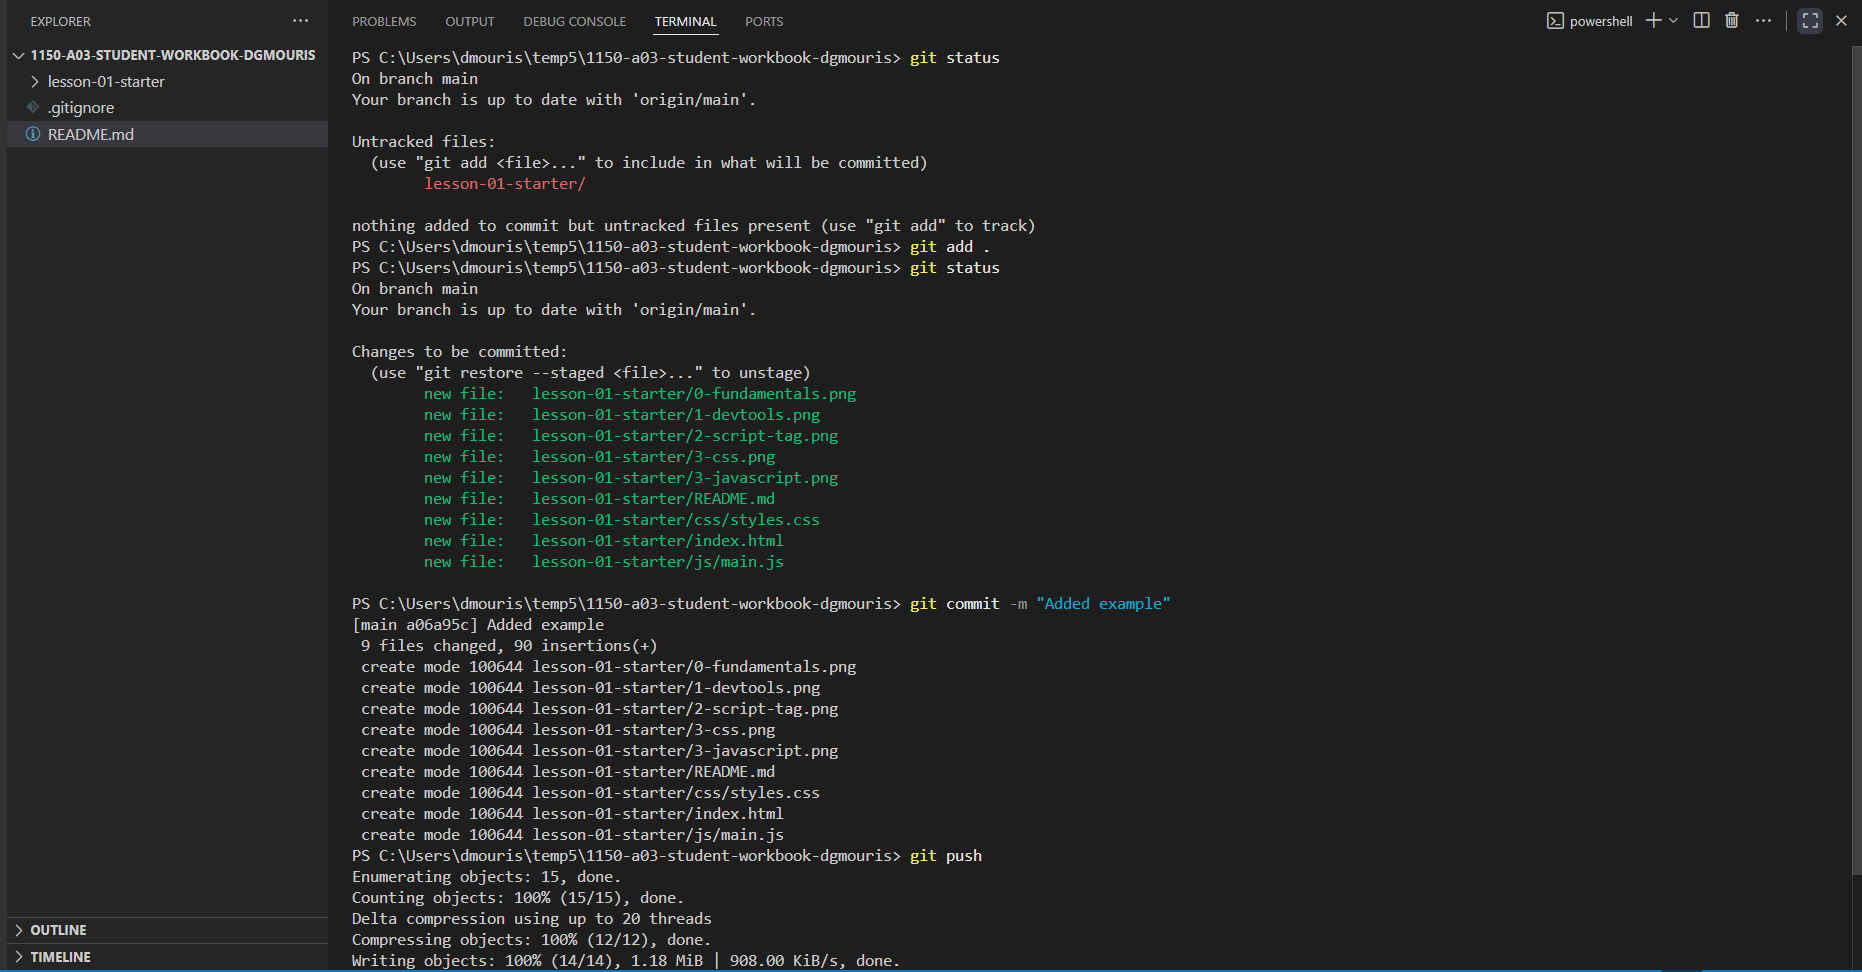 EXPLORER
1150-A03-STUDENT-WORKBOOK-DGMOURIS
lesson-01-starter
.gitignore
README.md
OUTLINE
TIMELINE
PROBLEMS OUTPUT DEBUG CONSOLE TERMINAL PORTS
powershell
PS C:\Users\dmouris\temp5\1150-a03-student-workbook-dgmouris> git status
On branch main
Your branch is up to date with 'origin/main'.
Untracked files:
(use "git add <file>..." to include in what will be committed)
lesson-01-starter/
nothing added to commit but untracked files present (use "git add" to track)
PS C:\Users\dmouris\temp5\1150-a03-student-workbook-dgmouris> git add .
PS C:\Users\dmouris\temp5\1150-a03-student-workbook-dgmouris> git status
On branch main
Your branch is up to date with 'origin/main'.
Changes to be committed:
(use "git restore --staged <file>..." to unstage)
new file: lesson-01-starter/0-fundamentals.png
new file: lesson-01-starter/1-devtools.png
new file: lesson-01-starter/2-script-tag.png
new file: lesson-01-starter/3-css.png
new file: lesson-01-starter/3-javascript.png
new file: lesson-01-starter/README.md
new file: lesson-01-starter/css/styles.css
new file: lesson-01-starter/index.html
new file: lesson-01-starter/js/main.js
PS C:\Users\dmouris\temp5\1150-a03-student-workbook-dgmouris> git commit -m "Added example"
[main a06a95c] Added example
9 files changed, 90 insertions(+)
create mode 100644 lesson-01-starter/0-fundamentals.png
create mode 100644 lesson-01-starter/1-devtools.png
create mode 100644 lesson-01-starter/2-script-tag.png
create mode 100644 lesson-01-starter/3-css.png
create mode 100644 lesson-01-starter/3-javascript.png
create mode 100644 lesson-01-starter/README.md
create mode 100644 lesson-01-starter/css/styles.css
create mode 100644 lesson-01-starter/index.html
create mode 100644 lesson-01-starter/js/main.js
PS C:\Users\dmouris\temp5\1150-a03-student-workbook-dgmouris> git push
Enumerating objects: 15, done.
Counting objects: 100% (15/15), done.
Delta compression using up to 20 threads
Compressing objects: 100% (12/12), done.
Writing objects: 100% (14/14), 1.18 MiB | 908.00 KiB/s, done.